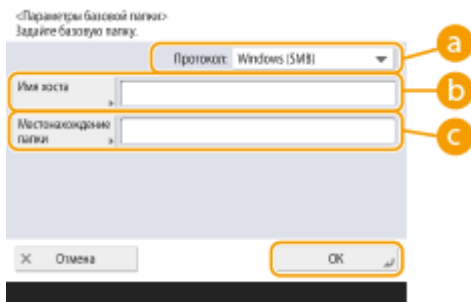 <Параметры базовой папки>
Задайте базовую папку.
Протокол: Windows (SMB)
a
Имя хоста
b
Местонахождение
папки
c
× Отмена
OK